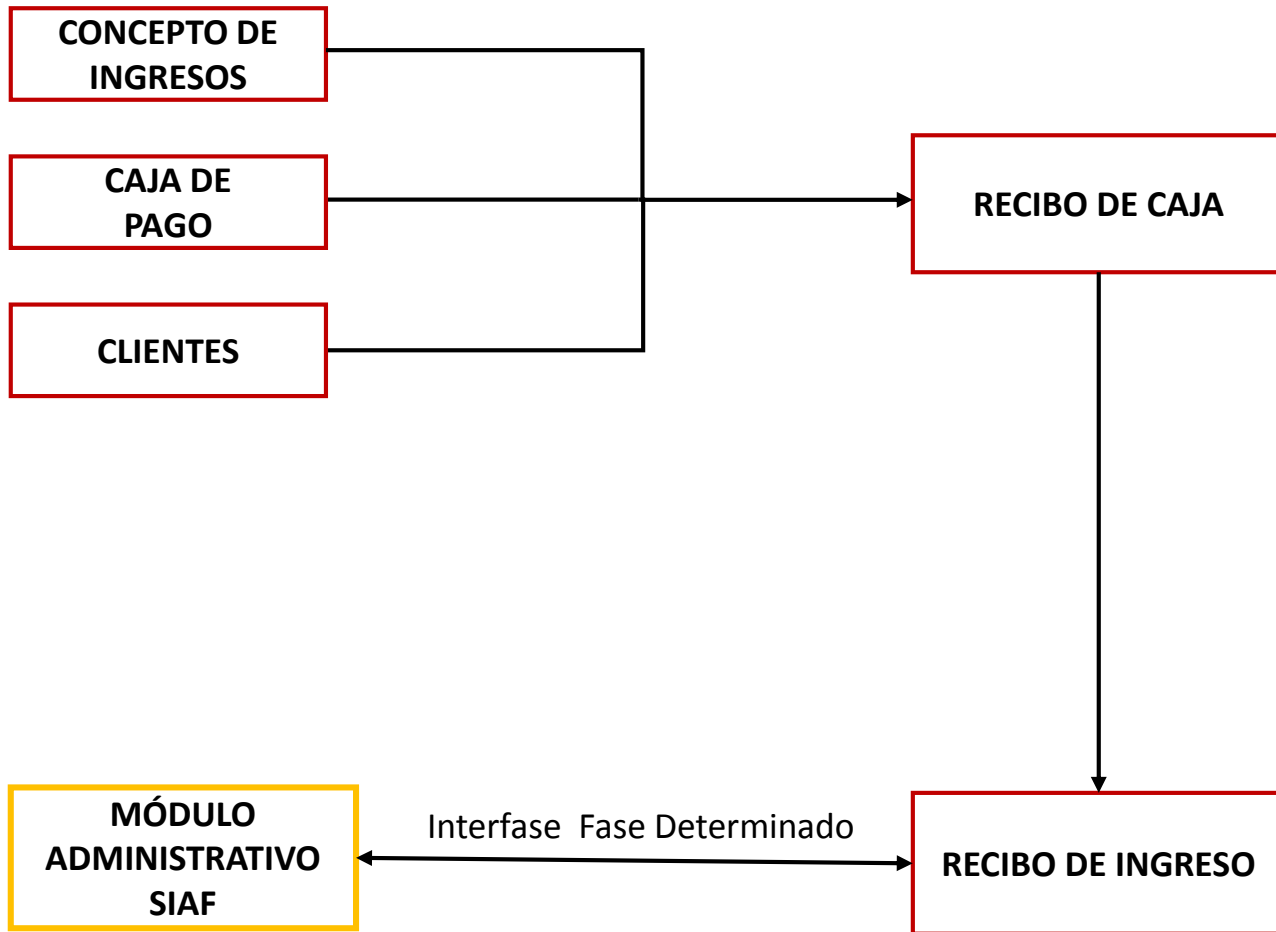 CONCEPTO DE
INGRESOS
CAJA DE
PAGO
RECIBO DE CAJA
CLIENTES
MÓDULO
ADMINISTRATIVO
SIAF
Interfase Fase Determinado
RECIBO DE INGRESO